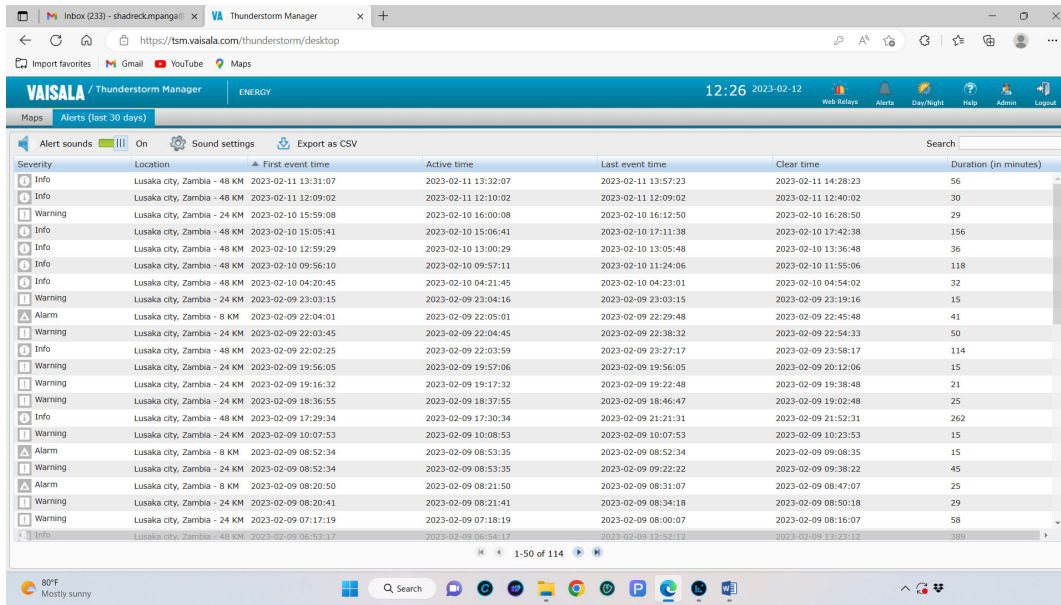 Inbox (233) - shadreck.mpanga@
VA Thunderstorm Manager
https://tsm.vaisala.com/thunderstorm/desktop
Import favorites Gmail YouTube Maps
VAISALA / Thunderstorm Manager ENERGY 12:26 2023-02-12 Web Relays Alerts Day/Night Help Admin Logout
Maps Alerts (last 30 days)
Alert sounds On Sound settings Export as CSV Search
Severity Location First event time Active time Last event time Clear time Duration (in minutes)
Info Lusaka city, Zambia - 48 KM 2023-02-11 13:31:07 2023-02-11 13:32:07 2023-02-11 13:57:23 2023-02-11 14:28:23 56
Info Lusaka city, Zambia - 48 KM 2023-02-11 12:09:02 2023-02-11 12:10:02 2023-02-11 12:09:02 2023-02-11 12:40:02 30
Warning Lusaka city, Zambia - 24 KM 2023-02-10 15:59:08 2023-02-10 16:00:08 2023-02-10 16:12:50 2023-02-10 16:28:50 29
Info Lusaka city, Zambia - 48 KM 2023-02-10 15:05:41 2023-02-10 15:06:41 2023-02-10 17:11:38 2023-02-10 17:42:38 156
Info Lusaka city, Zambia - 48 KM 2023-02-10 12:59:29 2023-02-10 13:00:29 2023-02-10 13:05:48 2023-02-10 13:36:48 36
Info Lusaka city, Zambia - 48 KM 2023-02-10 09:56:10 2023-02-10 09:57:11 2023-02-10 11:24:06 2023-02-10 11:55:06 118
Info Lusaka city, Zambia - 48 KM 2023-02-10 04:20:45 2023-02-10 04:21:45 2023-02-10 04:23:01 2023-02-10 04:54:02 32
Warning Lusaka city, Zambia - 24 KM 2023-02-09 23:03:15 2023-02-09 23:04:16 2023-02-09 23:03:15 2023-02-09 23:19:16 15
Alarm Lusaka city, Zambia - 8 KM 2023-02-09 22:04:01 2023-02-09 22:05:01 2023-02-09 22:29:48 2023-02-09 22:45:48 41
Warning Lusaka city, Zambia - 24 KM 2023-02-09 22:03:45 2023-02-09 22:04:45 2023-02-09 22:38:32 2023-02-09 22:54:33 50
Info Lusaka city, Zambia - 48 KM 2023-02-09 22:02:25 2023-02-09 22:03:59 2023-02-09 23:27:17 2023-02-09 23:58:17 114
Warning Lusaka city, Zambia - 24 KM 2023-02-09 19:56:05 2023-02-09 19:57:06 2023-02-09 19:56:05 2023-02-09 20:12:06 15
Warning Lusaka city, Zambia - 24 KM 2023-02-09 19:16:32 2023-02-09 19:17:32 2023-02-09 19:22:48 2023-02-09 19:38:48 21
Warning Lusaka city, Zambia - 24 KM 2023-02-09 18:36:55 2023-02-09 18:37:55 2023-02-09 18:46:47 2023-02-09 19:02:48 25
Info Lusaka city, Zambia - 48 KM 2023-02-09 17:29:34 2023-02-09 17:30:34 2023-02-09 21:21:31 2023-02-09 21:52:31 262
Warning Lusaka city, Zambia - 24 KM 2023-02-09 10:07:53 2023-02-09 10:08:53 2023-02-09 10:07:53 2023-02-09 10:23:53 15
Alarm Lusaka city, Zambia - 8 KM 2023-02-09 08:52:34 2023-02-09 08:53:35 2023-02-09 08:52:34 2023-02-09 09:08:35 15
Warning Lusaka city, Zambia - 24 KM 2023-02-09 08:52:34 2023-02-09 08:53:35 2023-02-09 09:22:22 2023-02-09 09:38:22 45
Alarm Lusaka city, Zambia - 8 KM 2023-02-09 08:20:50 2023-02-09 08:21:50 2023-02-09 08:31:07 2023-02-09 08:47:07 25
Warning Lusaka city, Zambia - 24 KM 2023-02-09 08:20:41 2023-02-09 08:21:41 2023-02-09 08:34:18 2023-02-09 08:50:18 29
Warning Lusaka city, Zambia - 24 KM 2023-02-09 07:17:19 2023-02-09 07:18:19 2023-02-09 08:00:07 2023-02-09 08:16:07 58
Info Lusaka city, Zambia - 48 KM 2023-02-09 06:53:17 2023-02-09 06:54:17 2023-02-09 12:52:12 2023-02-09 13:23:12 389
1-50 of 114
80°F
Mostly sunny
Search